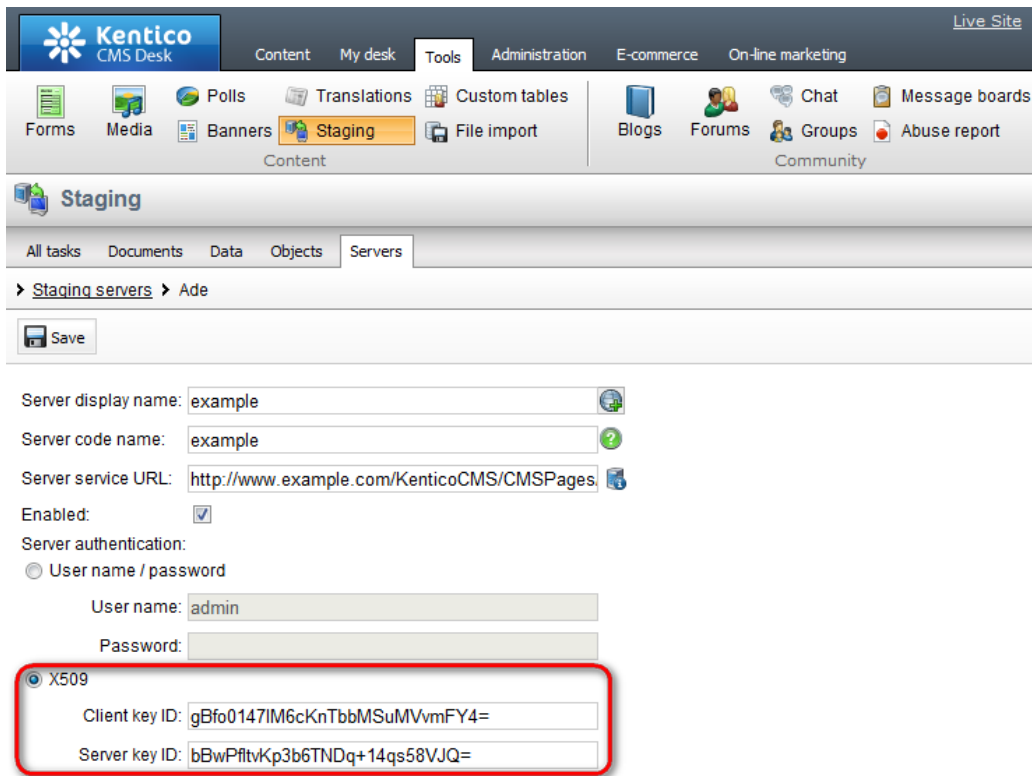 Live Site
Kentico
CMS Desk
Content My desk Tools Administration E-commerce On-line marketing
Polls Translations Custom tables Chat Message boards
Forms Media Banners Staging File import Blogs Forums Groups Abuse report
Content Community
Staging
All tasks Documents Data Objects Servers
Staging servers Ade
Save
Server display name: example
Server code name: example
Server service URL: http://www.example.com/KenticoCMS/CMSPages/
Enabled:
Server authentication:
User name / password
User name: admin
Password:
X509
Client key ID: gBfo0147lM6cKnTbbMSuMVvmFY4=
Server key ID: bBwPfltvKp3b6TNDq+14qs58VJQ=